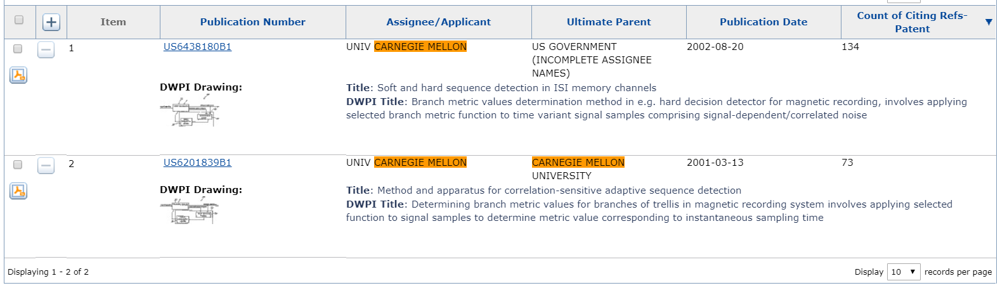 Item Publication Number Assignee/Applicant Ultimate Parent Publication Date Count of Citing Refs-
Patent
1 US6438180B1 UNIV CARNEGIE MELLON US GOVERNMENT 2002-08-20 134
(INCOMPLETE ASSIGNEE
NAMES)
DWPI Drawing: Title: Soft and hard sequence detection in ISI memory channels
DWPI Title: Branch metric values determination method in e.g. hard decision detector for magnetic recording, involves applying
selected branch metric function to time variant signal samples comprising signal-dependent/correlated noise
2 US6201839B1 UNIV CARNEGIE MELLON CARNEGIE MELLON 2001-03-13 73
UNIVERSITY
DWPI Drawing: Title: Method and apparatus for correlation-sensitive adaptive sequence detection
DWPI Title: Determining branch metric values for branches of trellis in magnetic recording system involves applying selected
function to signal samples to determine metric value corresponding to instantaneous sampling time
Displaying 1 - 2 of 2 Display 10 records per page